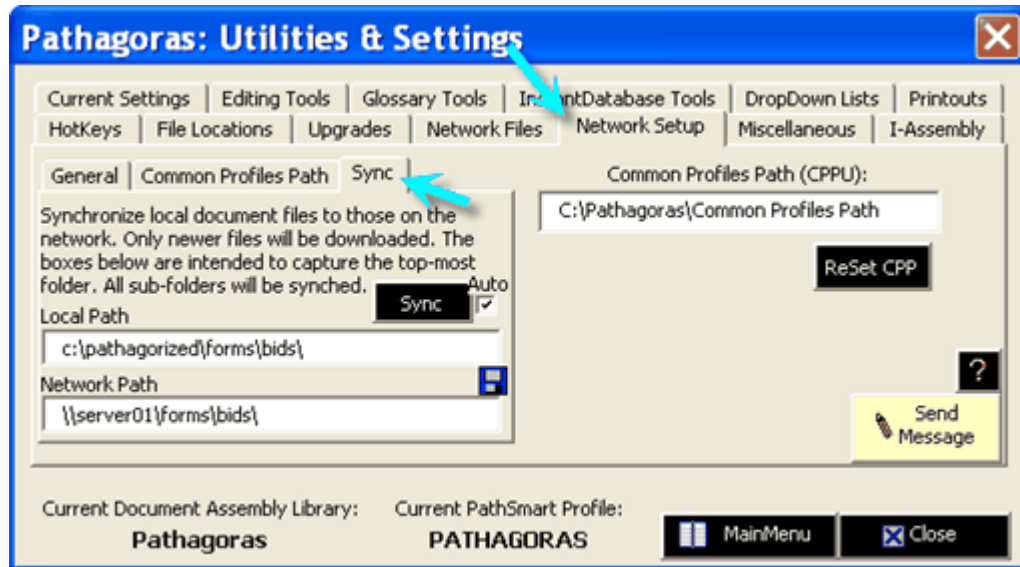 Pathagoras: Utilities & Settings
Current Settings Editing Tools Glossary Tools InstantDatabase Tools DropDown Lists Printouts
HotKeys File Locations Upgrades Network Files Network Setup Miscellaneous I-Assembly
General Common Profiles Path Sync
Synchronize local document files to those on the
network. Only newer files will be downloaded. The
boxes below are intended to capture the top-most
folder. All sub-folders will be synched.
Auto
Sync
Local Path
c:\pathagorized\forms\bids\
Network Path
\\server01\forms\bids\
Common Profiles Path (CPPU):
C:\Pathagoras\Common Profiles Path
ReSet CPP
?
Send
Message
Current Document Assembly Library: Current PathSmart Profile:
Pathagoras PATHAGORAS
MainMenu Close